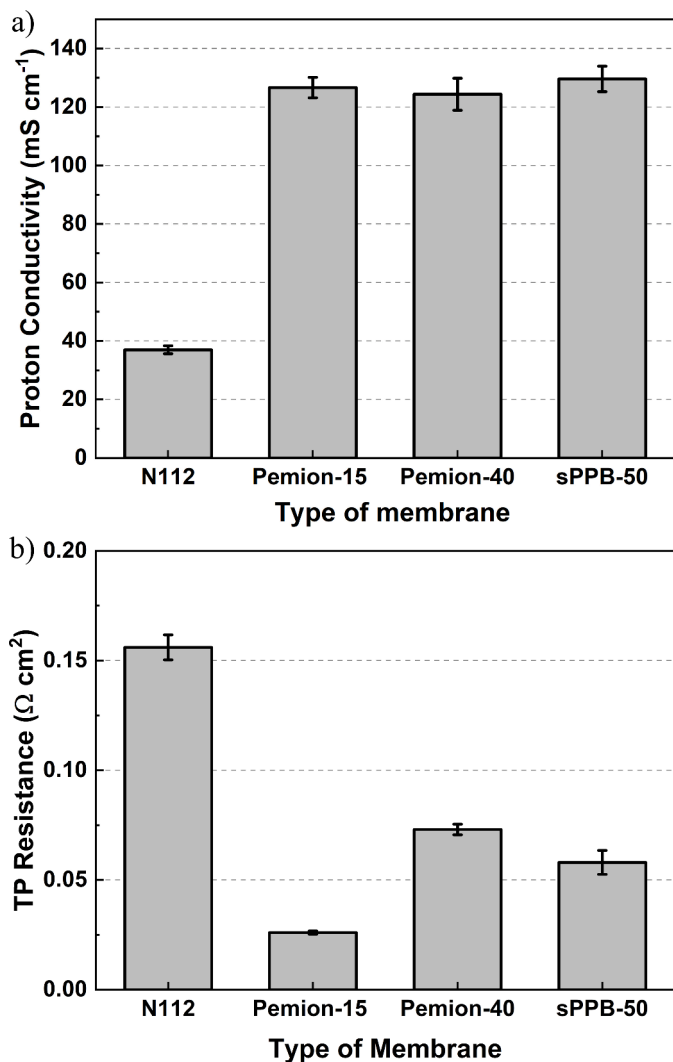 a)
Proton Conductivity (mS cm⁻¹)
140
120
100
80
60
40
20
0
N112 Pemion-15 Pemion-40 sPPB-50
Type of membrane
b)
TP Resistance (Ω cm²)
0.20
0.15
0.10
0.05
0.00
N112 Pemion-15 Pemion-40 sPPB-50
Type of Membrane